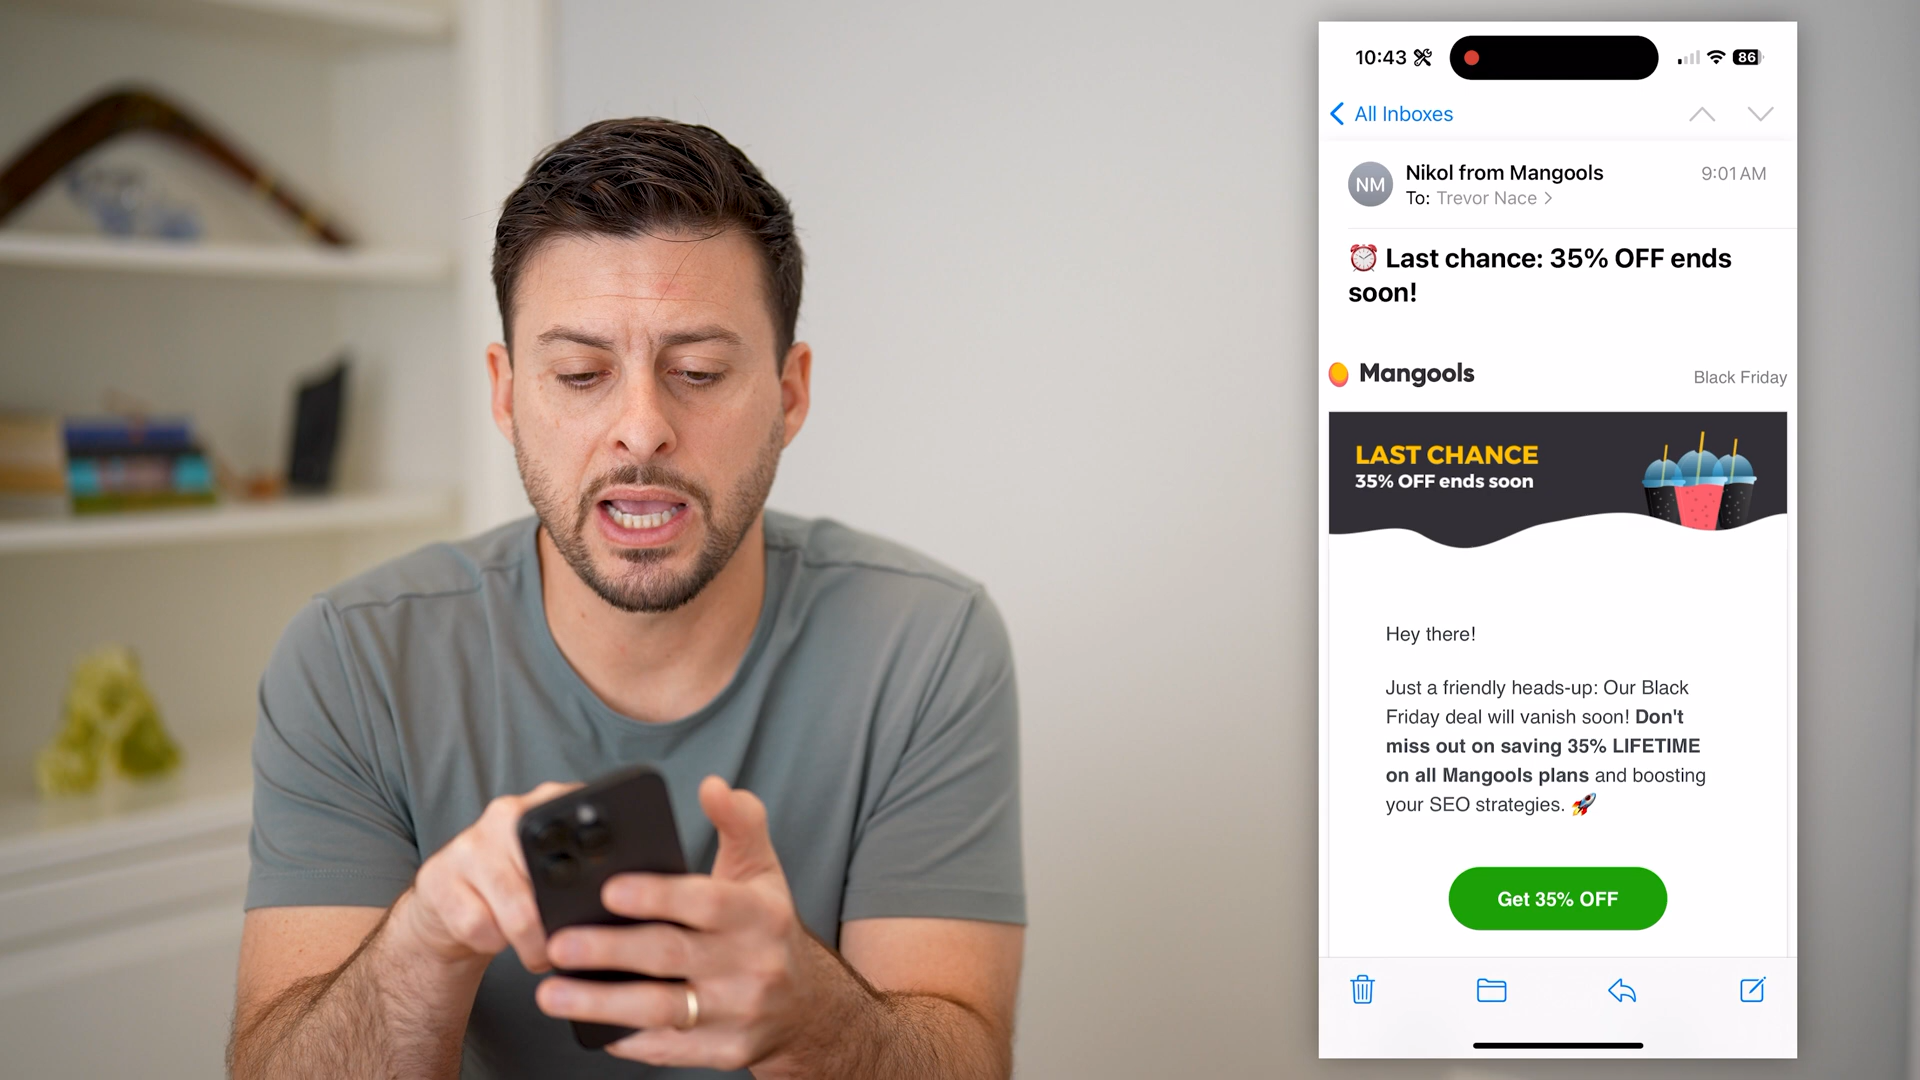 10:43
86
All Inboxes
NM
Nikol from Mangools
9:01 AM
To: Trevor Nace
⏰ Last chance: 35% OFF ends
soon!
Mangools
Black Friday
LAST CHANCE
35% OFF ends soon
Hey there!
Just a friendly heads-up: Our Black
Friday deal will vanish soon! Don't
miss out on saving 35% LIFETIME
on all Mangools plans and boosting
your SEO strategies. 🚀
Get 35% OFF